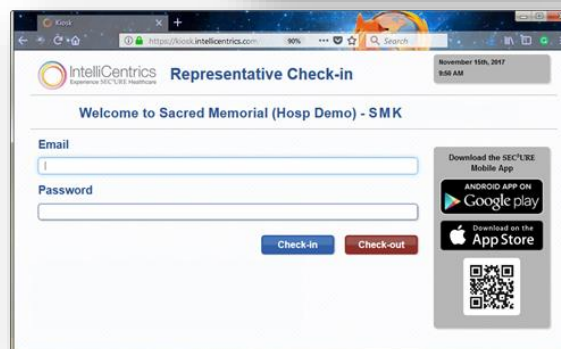 Kiosk
https://kiosk.intellicentrics.com
90%
Search
IntelliCentrics
Experience SEC³URE Healthcare
Representative Check-in
November 15th, 2017
9:56 AM
Welcome to Sacred Memorial (Hosp Demo) - SMK
Email
Password
Check-in
Check-out
Download the SEC³URE
Mobile App
ANDROID APP ON
Google play
Download on the
App Store